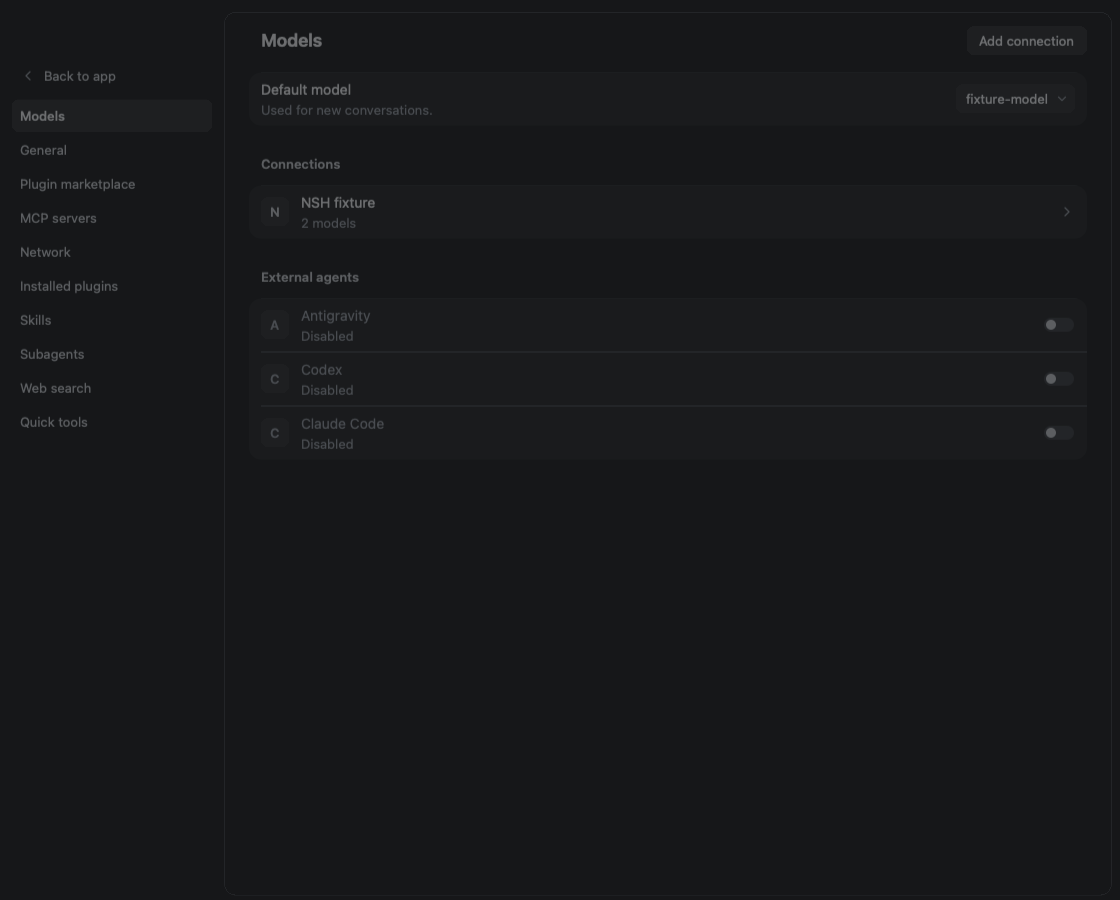 Models
Add connection
Back to app
Models
General
Plugin marketplace
MCP servers
Network
Installed plugins
Skills
Subagents
Web search
Quick tools
Default model
Used for new conversations.
fixture-model
Connections
N
NSH fixture
2 models
External agents
A
Antigravity
Disabled
C
Codex
Disabled
C
Claude Code
Disabled